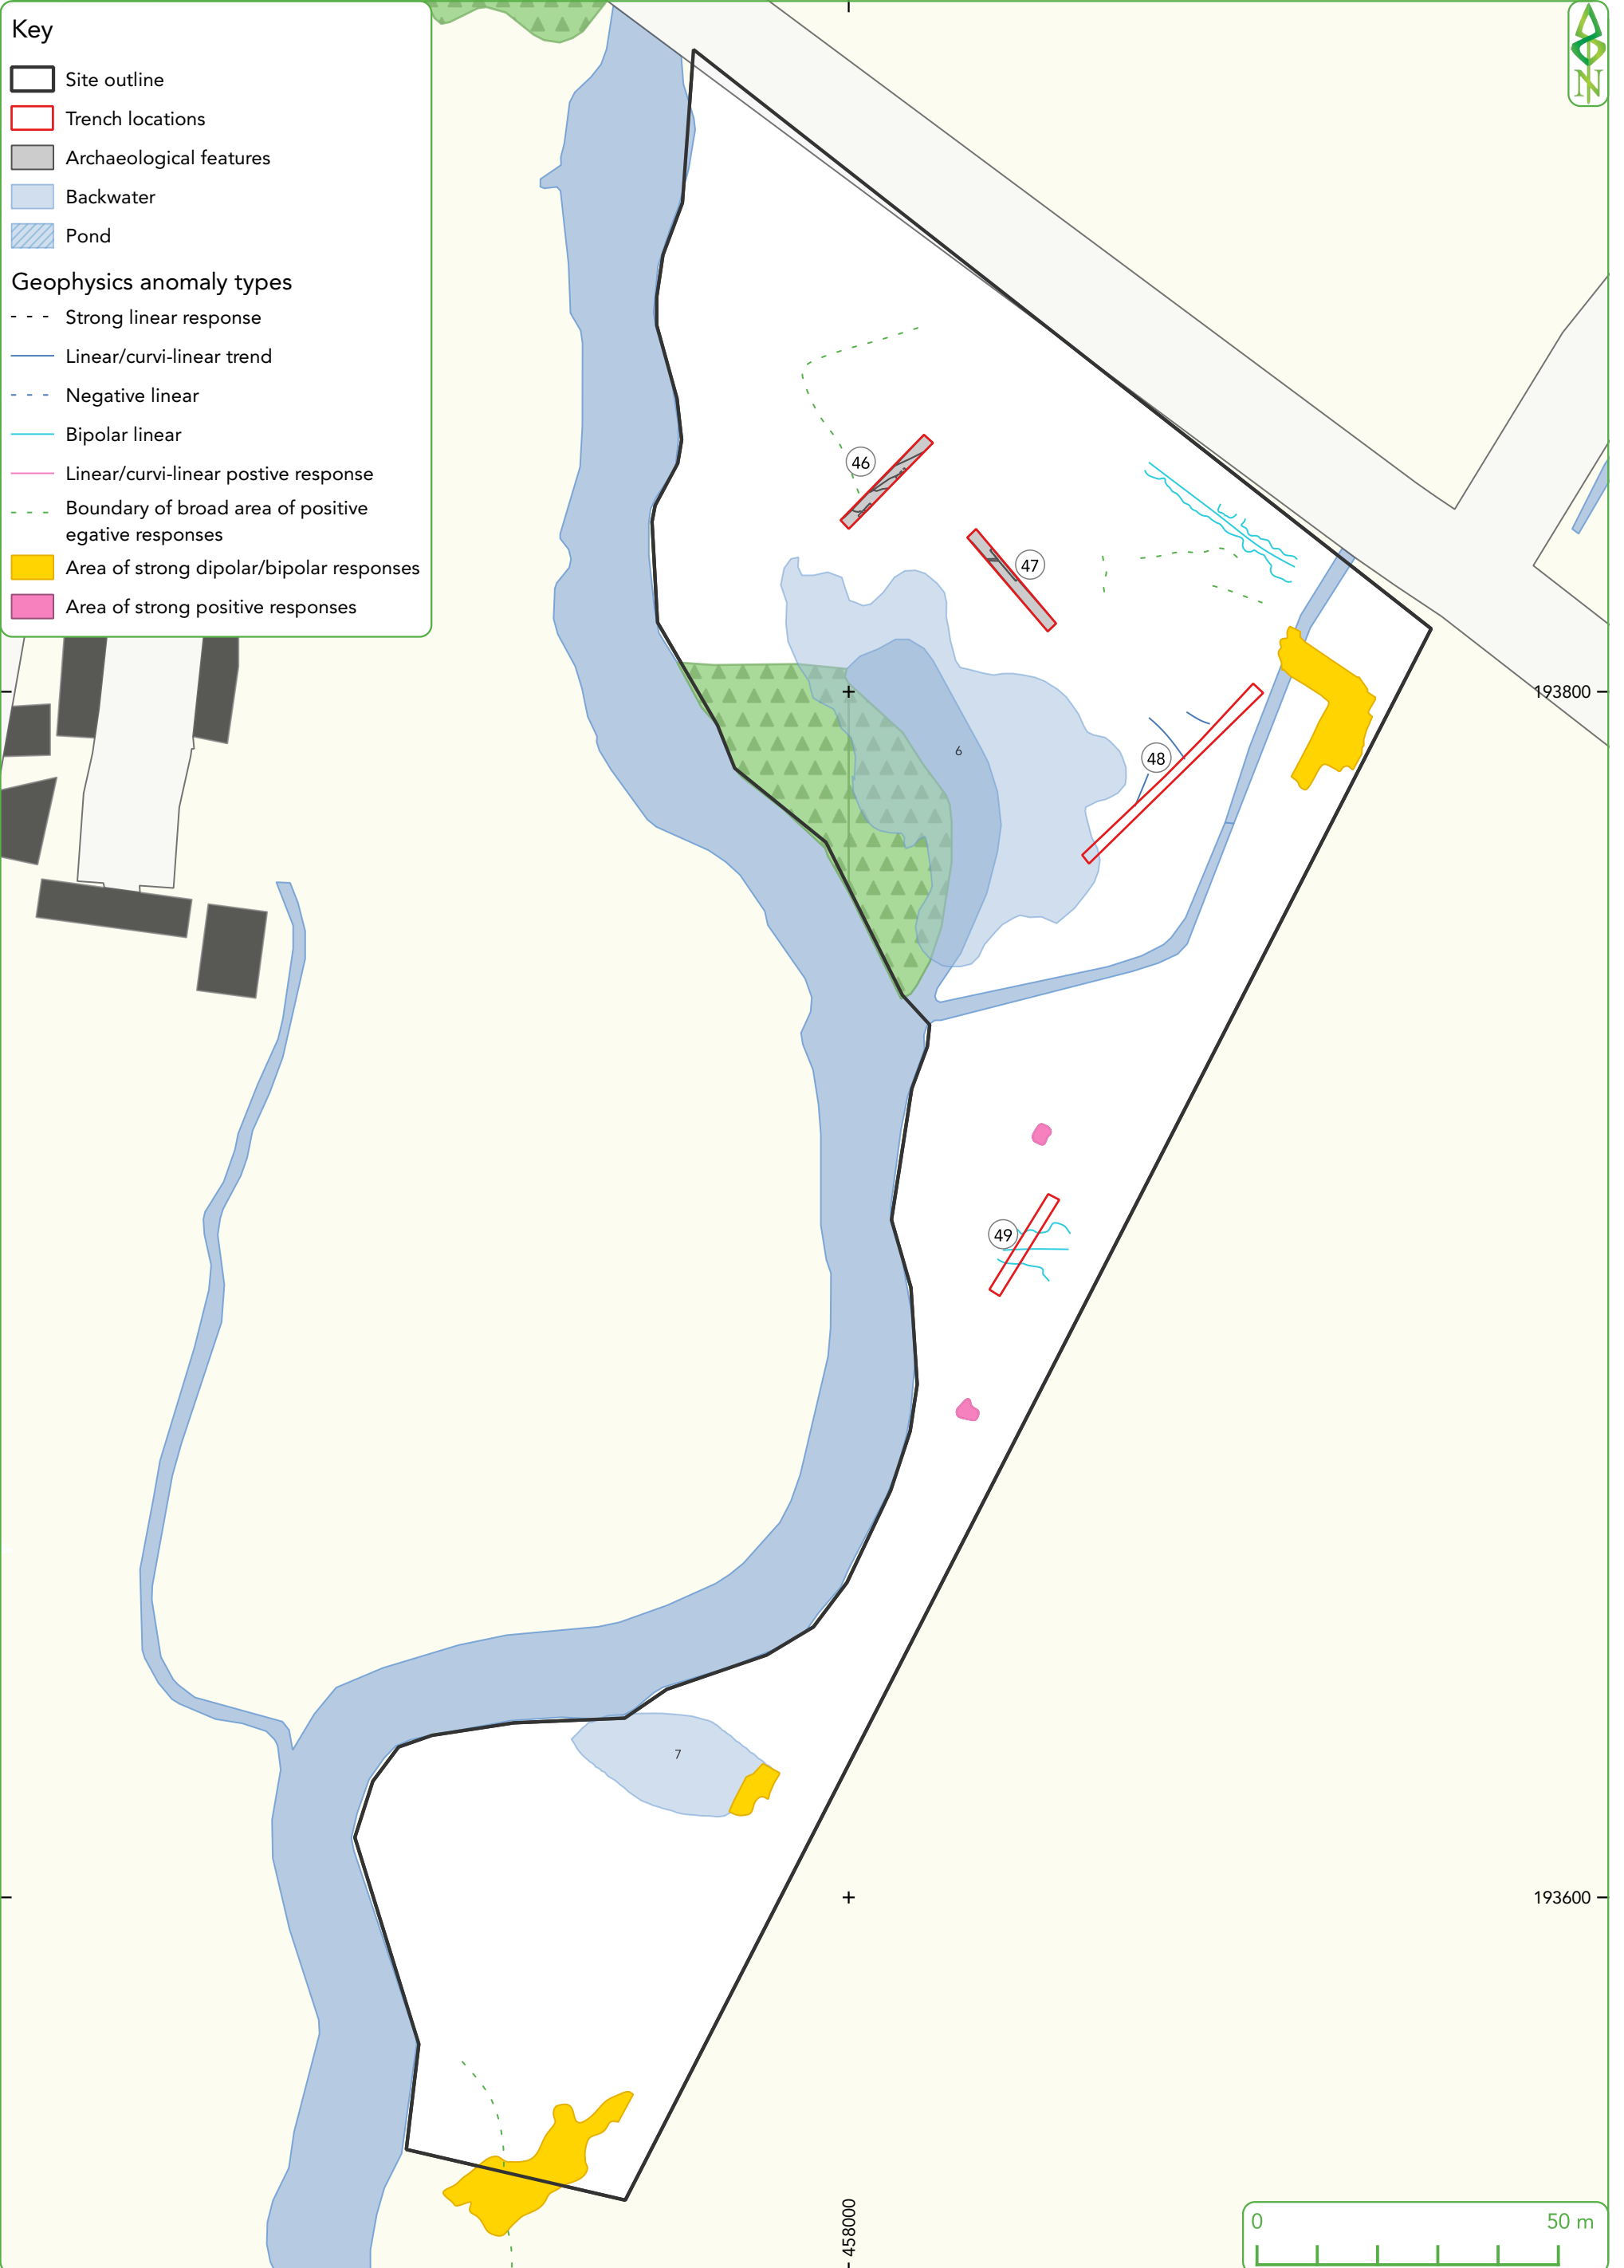 Key
Site outline
Trench locations
Archaeological features
Backwater
Pond
Geophysics anomaly types
Strong linear response
Linear/curvi-linear trend
Negative linear
Bipolar linear
Linear/curvi-linear postive response
Boundary of broad area of positive
egative responses
Area of strong dipolar/bipolar responses
Area of strong positive responses
N
46
47
193800
6
48
49
7
193600
458000
0
50 m